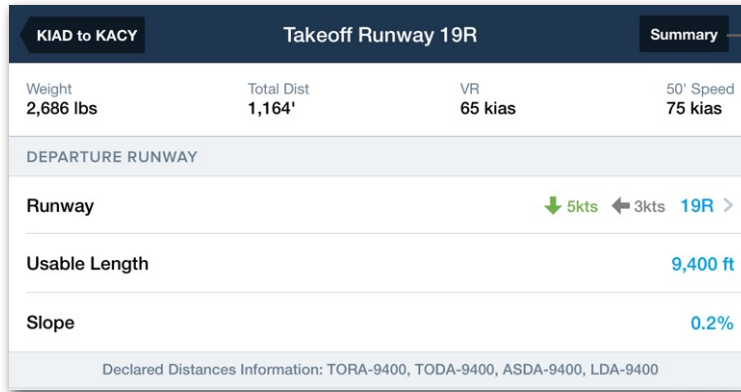 KIAD to KACY Takeoff Runway 19R Summary
Weight Total Dist VR 50' Speed
2,686 lbs 1,164' 65 kias 75 kias
DEPARTURE RUNWAY
Runway 5kts 3kts 19R >
Usable Length 9,400 ft
Slope 0.2%
Declared Distances Information: TORA-9400, TODA-9400, ASDA-9400, LDA-9400